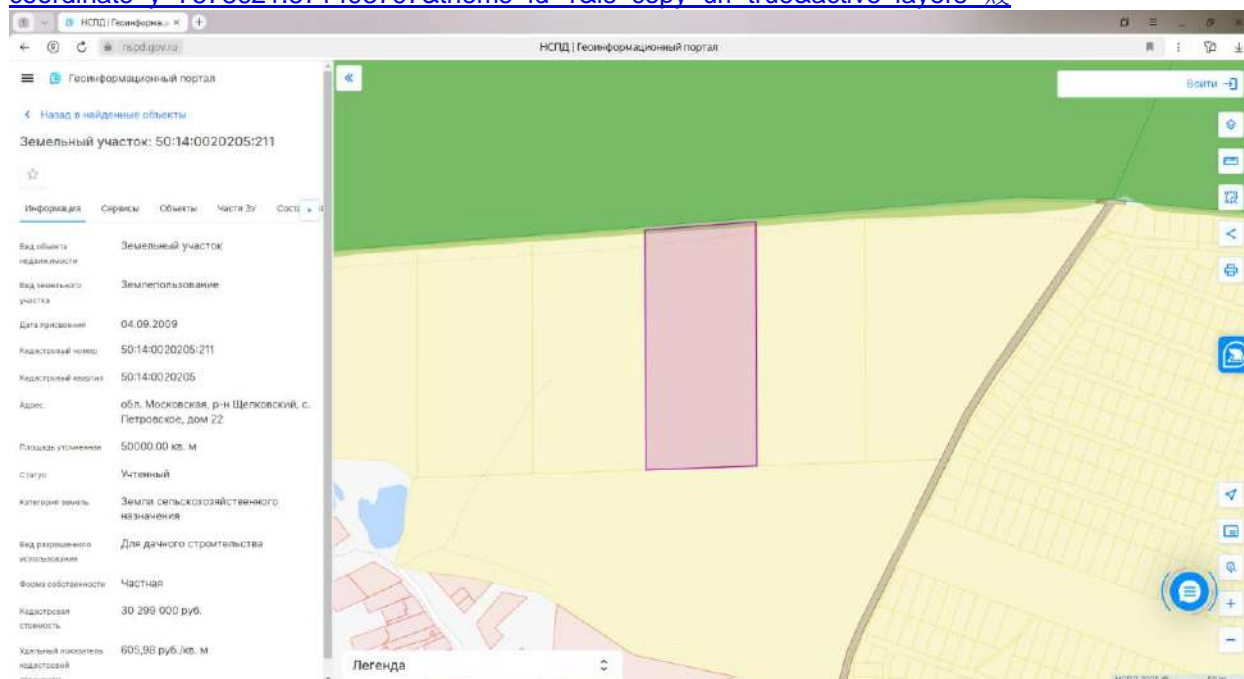 НСПД | Геоинформа...
nspd.gov.ru
НСПД | Геоинформационный портал
Геоинформационный портал
Войти
Назад в найденные объекты
Земельный участок: 50:14:0020205:211
Информация Сервисы Объекты Части ЗУ Соста
Вид объекта недвижимости Земельный участок
Вид земельного участка Землепользование
Дата присвоения 04.09.2009
Кадастровый номер 50:14:0020205:211
Кадастровый квартал 50:14:0020205
Адрес обл. Московская, р-н Щелковский, с.
Петровское, дом 22
Площадь уточненная 50000.00 кв. м
Статус Учтенный
Категория земель Земли сельскохозяйственного
назначения
Вид разрешенного использования Для дачного строительства
Форма собственности Частная
Кадастровая стоимость 30 299 000 руб.
Удельный показатель кадастровой 605,98 руб./кв. м
Легенда